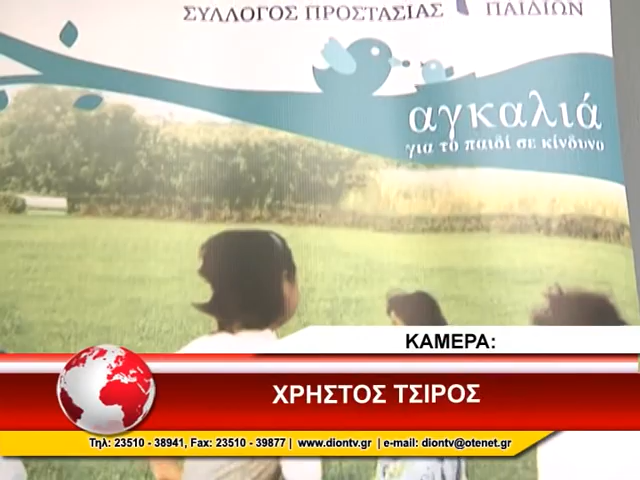 ΣΥΛΛΟΓΟΣ ΠΡΟΣΤΑΣΙΑΣ ΠΑΙΔΙΩΝ
αγκαλιά
για το παιδί σε κίνδυνο
ΚΑΜΕΡΑ:
ΧΡΗΣΤΟΣ ΤΣΙΡΟΣ
Τηλ: 23510 - 38941, Fax: 23510 - 39877 | www.diontv.gr | e-mail: diontv@otenet.gr